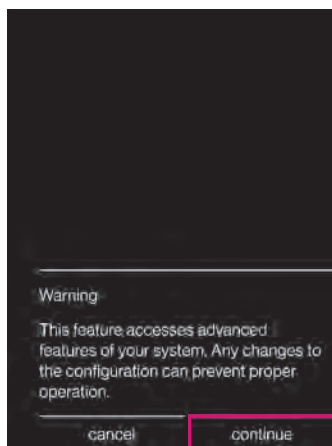 Warning
This feature accesses advanced
features of your system. Any changes to
the configuration can prevent proper
operation.
cancel
continue